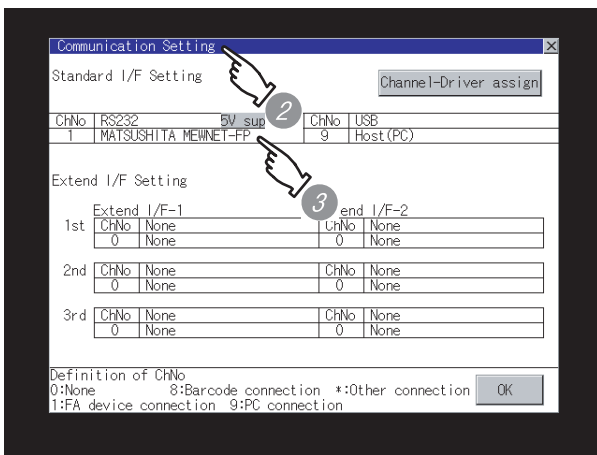 Communication Setting ×
Standard I/F Setting Channel-Driver assign
2
ChNo RS232 5V ChNo USB
1 MATSUSHITA MEWNET-FP 9 Host(PC)
Extend I/F Setting
3
Extend I/F-1 I/F-2
1st ChNo None ChNo None
0 None 0 None
2nd ChNo None ChNo None
0 None 0 None
3rd ChNo None ChNo None
0 None 0 None
Definition of ChNo
0:None 8:Barcode connection *:Other connection OK
1:FA device connection 9:PC connection